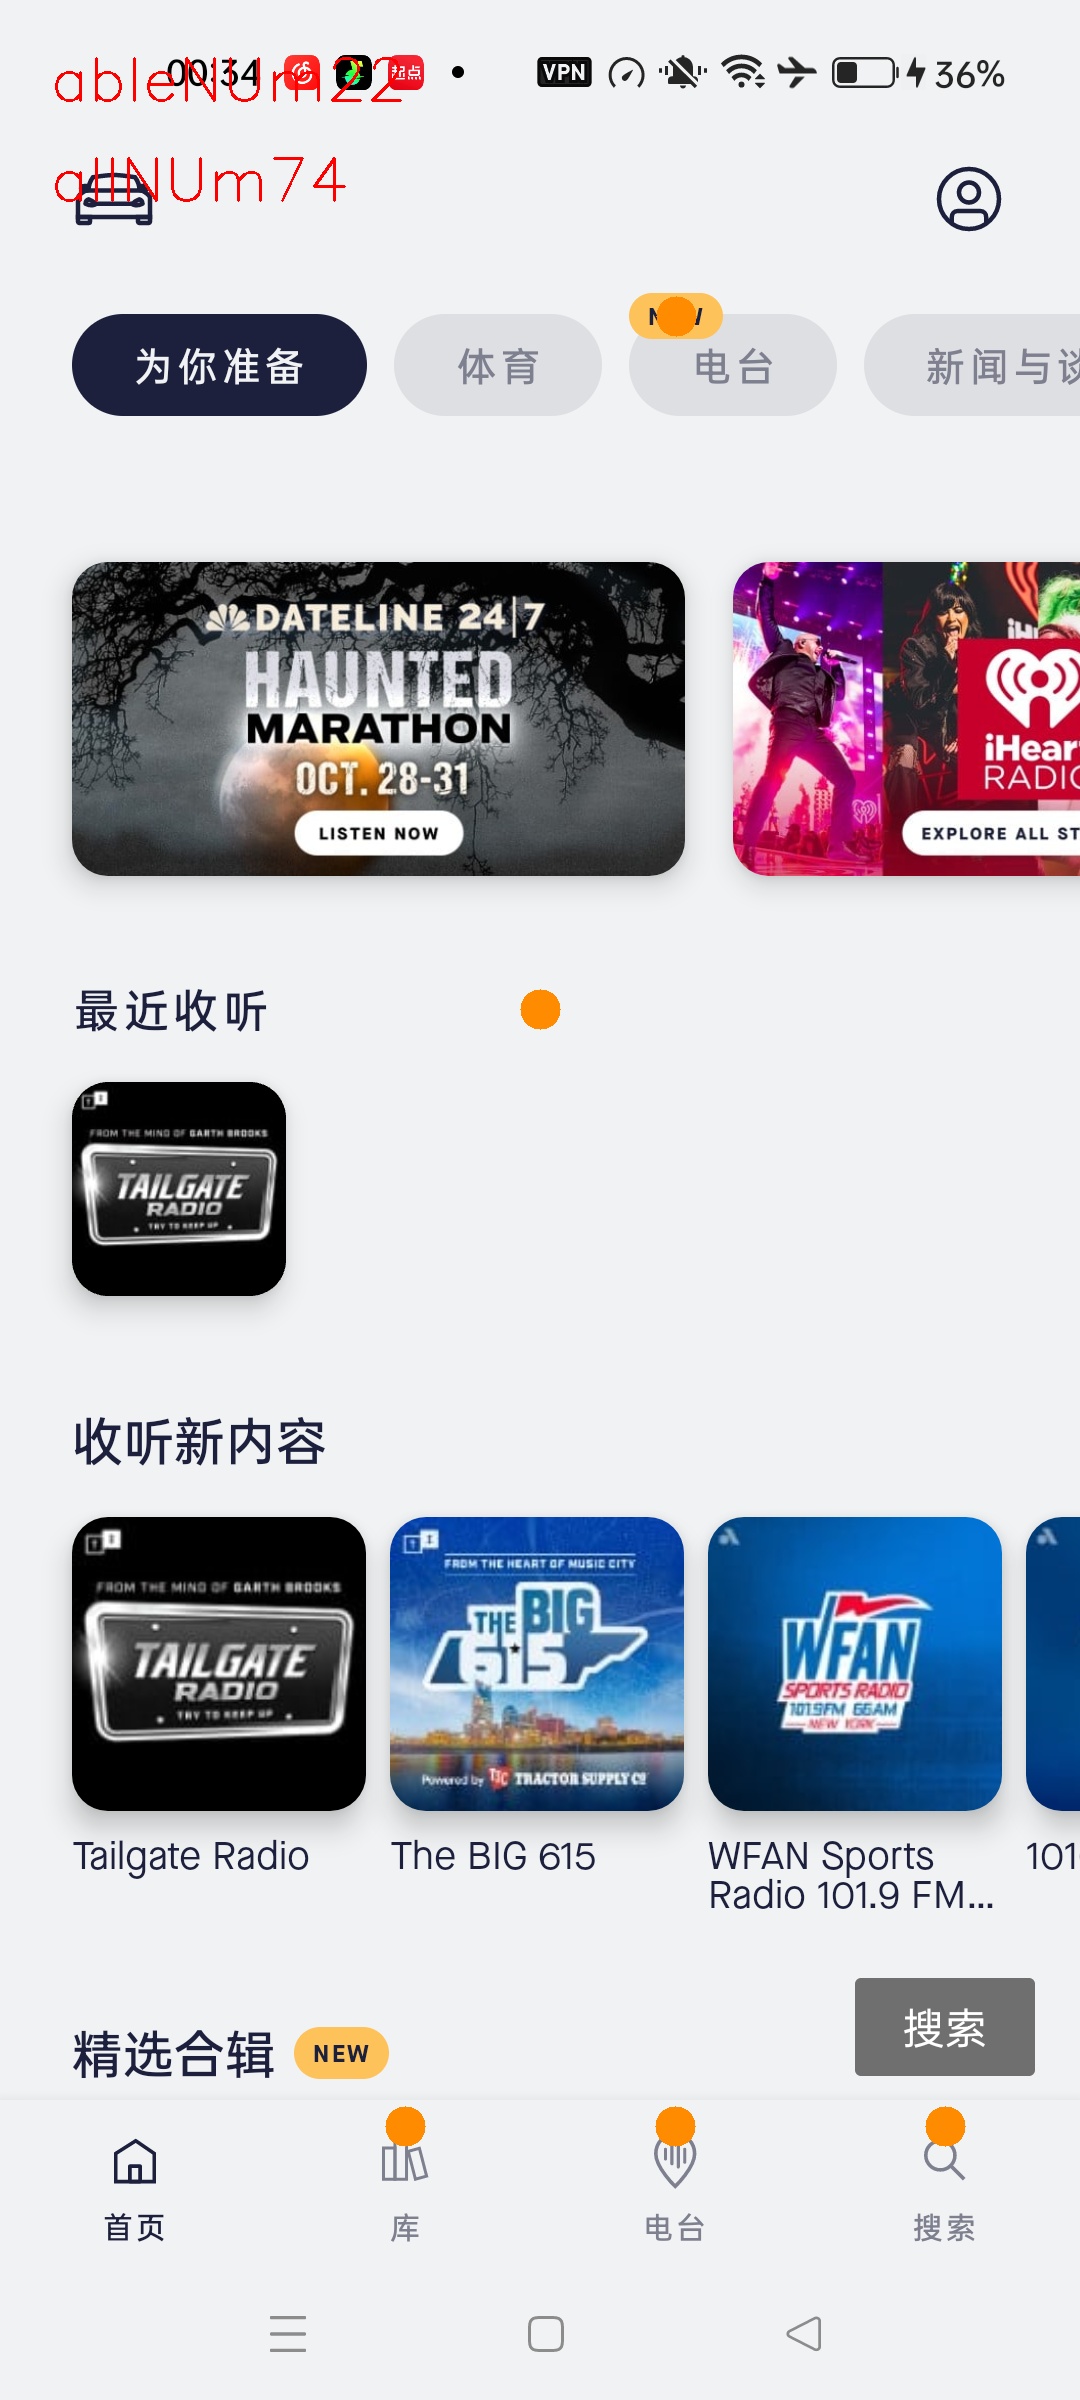 00:34
起点
VPN
36%
ableNUm22
allNUm74
为你准备
体育
电台
新闻与
DATELINE 24|7
HAUNTED
MARATHON
OCT. 28-31
LISTEN NOW
iHeart
RADIO
EXPLORE ALL ST
最近收听
FROM THE MIND OF GARTH BROOKS
TAILGATE
RADIO
TRY TO KEEP UP
收听新内容
FROM THE MIND OF GARTH BROOKS
TAILGATE
RADIO
TRY TO KEEP UP
FROM THE HEART OF MUSIC CITY
THE BIG
615
Powered by TSC TRACTOR SUPPLY CO
WFAN
SPORTS RADIO
101.9FM 66AM
NEW YORK
Tailgate Radio
The BIG 615
WFAN Sports
Radio 101.9 FM...
101
搜索
精选合辑
NEW
首页
库
电台
搜索